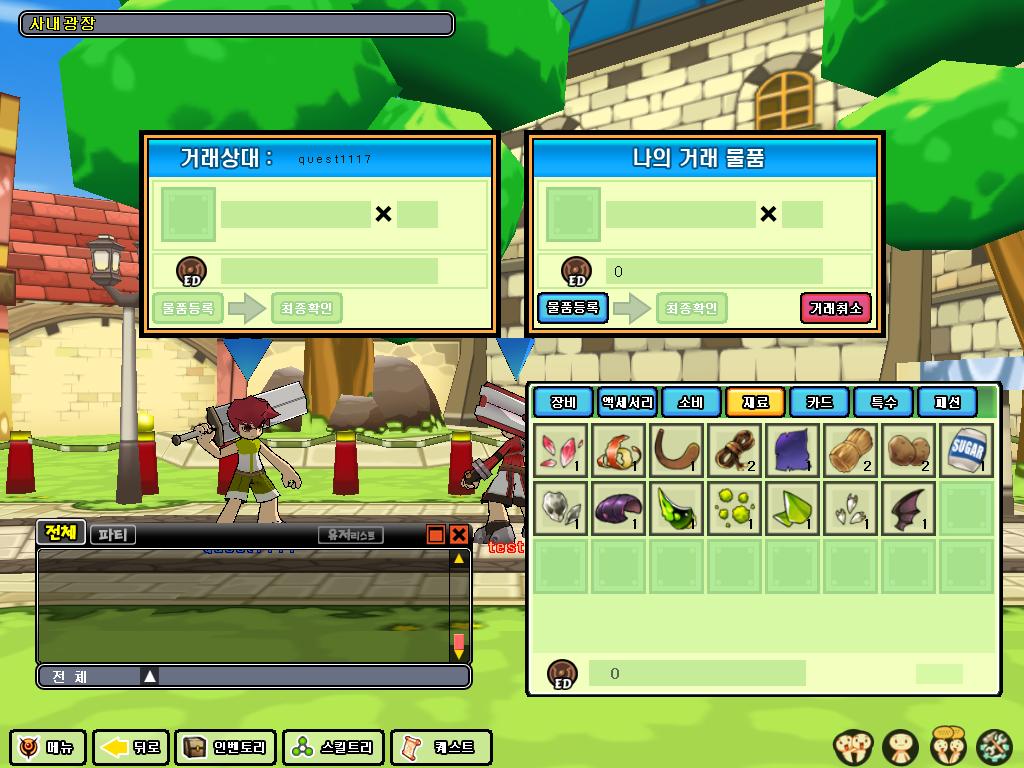 사내광장
거래상대 : quest1117
ED
물품등록 최종확인
나의 거래 물품
ED 0
물품등록 최종확인 거래취소
장비 액세서리 소비 재료 카드 특수 패션
1 1 1 2 1 2 2 SUGAR 1
1 1 1 1 1 1 1
ED 0
test
전체 파티 유저리스트
전 체
메뉴 뒤로 인벤토리 스킬트리 퀘스트